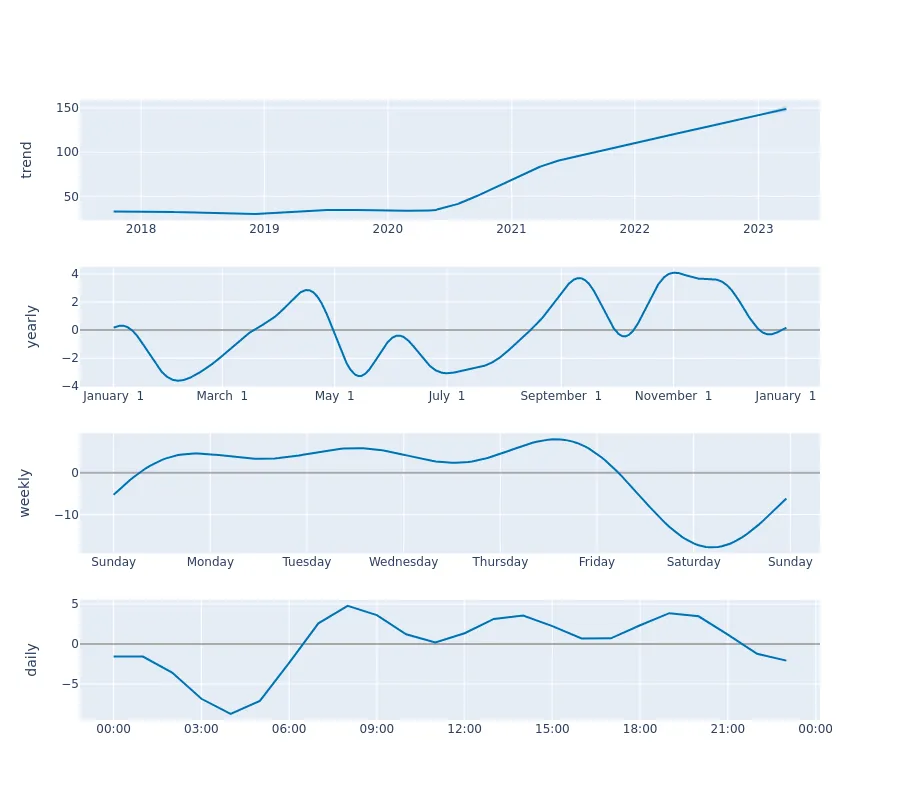 trend
150
100
50
2018 2019 2020 2021 2022 2023
yearly
4
2
0
−2
−4
January 1 March 1 May 1 July 1 September 1 November 1 January 1
weekly
0
−10
Sunday Monday Tuesday Wednesday Thursday Friday Saturday Sunday
daily
5
0
−5
00:00 03:00 06:00 09:00 12:00 15:00 18:00 21:00 00:00